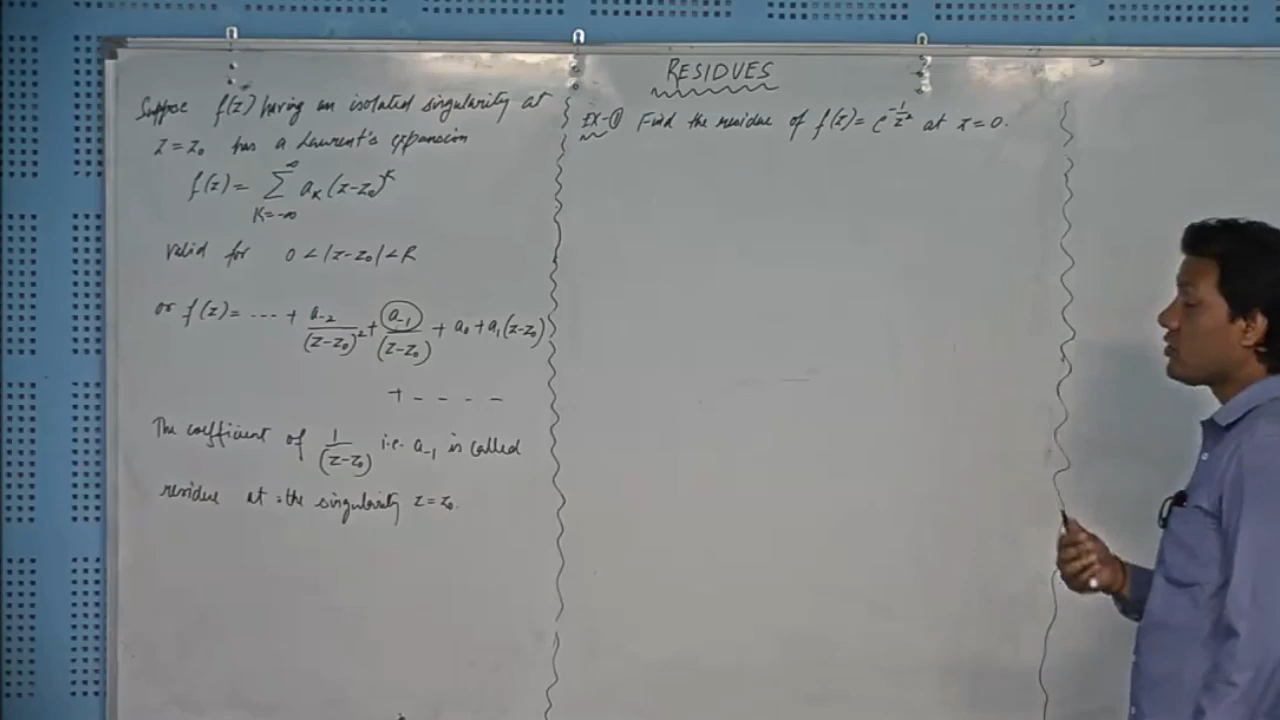 RESIDUES
Suppose f(z) having an isolated singularity at
z = z₀ has a Laurent's expansion
f(z) = ∑_{K=-∞}^{∞} a_K (z-z₀)^K
valid for 0 < |z-z₀| < R
or f(z) = --- + a₋₂/(z-z₀)² + a₋₁/(z-z₀) + a₀ + a₁(z-z₀)
+ - - - -
The coefficient of 1/(z-z₀) i.e. a₋₁ is called
residue at the singularity z = z₀.
EX-① Find the residue of f(z) = e^{-1/z²} at z = 0.